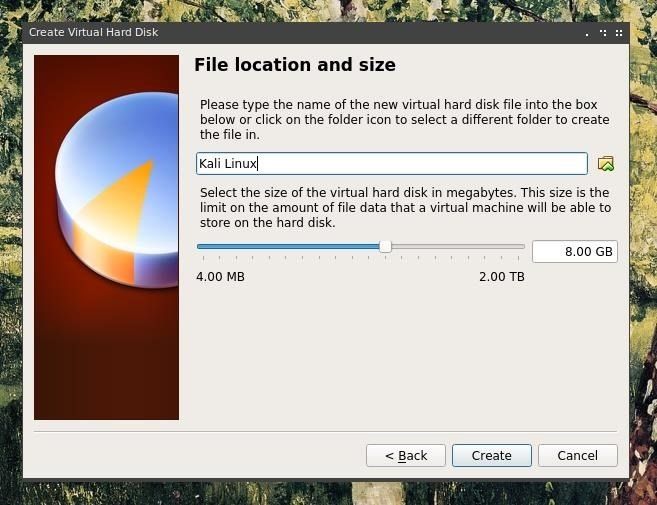 Create Virtual Hard Disk
File location and size
Please type the name of the new virtual hard disk file into the box
below or click on the folder icon to select a different folder to create
the file in.
Kali Linux
Select the size of the virtual hard disk in megabytes. This size is the
limit on the amount of file data that a virtual machine will be able to
store on the hard disk.
8.00 GB
4.00 MB 2.00 TB
< Back Create Cancel